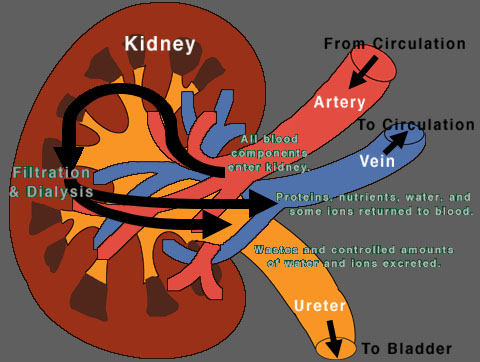 Kidney
From Circulation
Artery
To Circulation
All blood
components
enter kidney.
Vein
Filtration
& Dialysis
Proteins, nutrients, water, and
some ions returned to blood.
Wastes and controlled amounts
of water and ions excreted.
Ureter
To Bladder